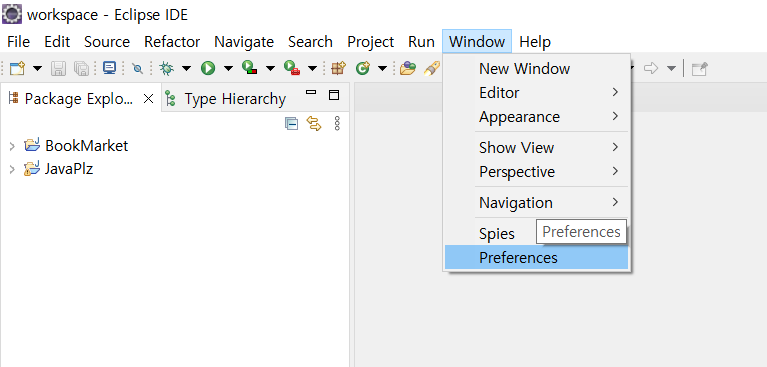 workspace - Eclipse IDE
File Edit Source Refactor Navigate Search Project Run Window Help
Package Explo... Type Hierarchy
BookMarket
JavaPlz
New Window
Editor
Appearance
Show View
Perspective
Navigation
Spies
Preferences
Preferences